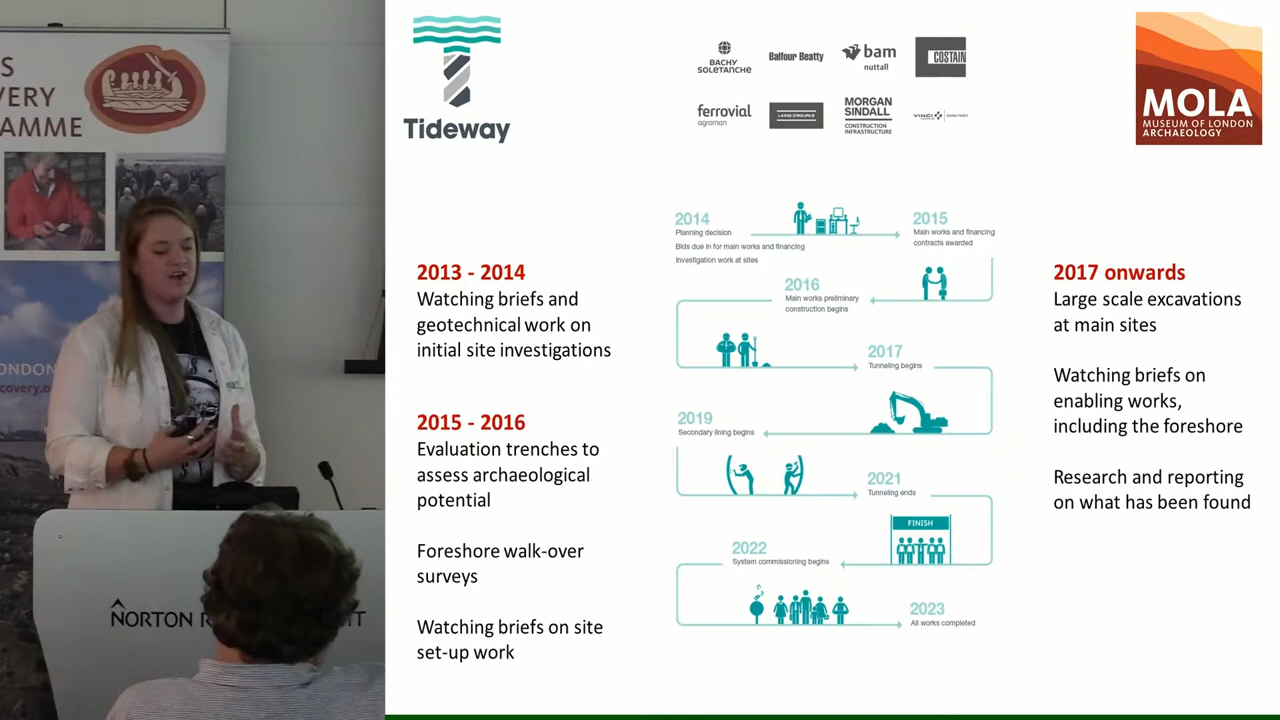 S
VERY
AMME
LONDON
covery.o
NORTON R
T
Tideway
BACHY
SOLETANCHE
Balfour Beatty
bam
nuttall
COSTAIN
ferrovial
agroman
LAING O'ROURKE
MORGAN
SINDALL
CONSTRUCTION
INFRASTRUCTURE
VINCI
MOLA
MUSEUM OF LONDON
ARCHAEOLOGY
2013 - 2014
Watching briefs and
geotechnical work on
initial site investigations
2015 - 2016
Evaluation trenches to
assess archaeological
potential
Foreshore walk-over
surveys
Watching briefs on site
set-up work
2014
Planning decision
Bids due in for main works and financing
Investigation work at sites
2015
Main works and financing
contracts awarded
2016
Main works preliminary
construction begins
2017
Tunneling begins
2019
Secondary lining begins
2021
Tunneling ends
FINISH
2022
System commissioning begins
2023
All works completed
2017 onwards
Large scale excavations
at main sites
Watching briefs on
enabling works,
including the foreshore
Research and reporting
on what has been found